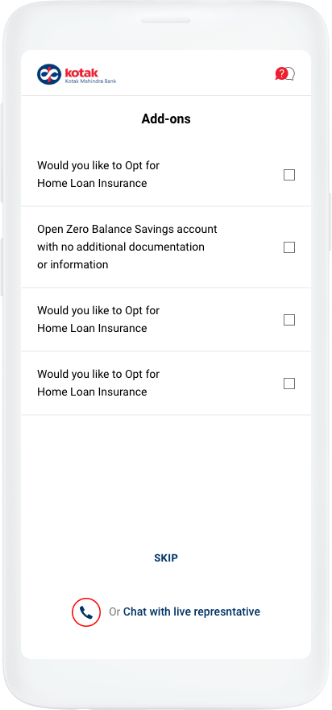 kotak
Kotak Mahindra Bank
?
Add-ons
Would you like to Opt for
Home Loan Insurance
Open Zero Balance Savings account
with no additional documentation
or information
Would you like to Opt for
Home Loan Insurance
Would you like to Opt for
Home Loan Insurance
SKIP
Or Chat with live represntative